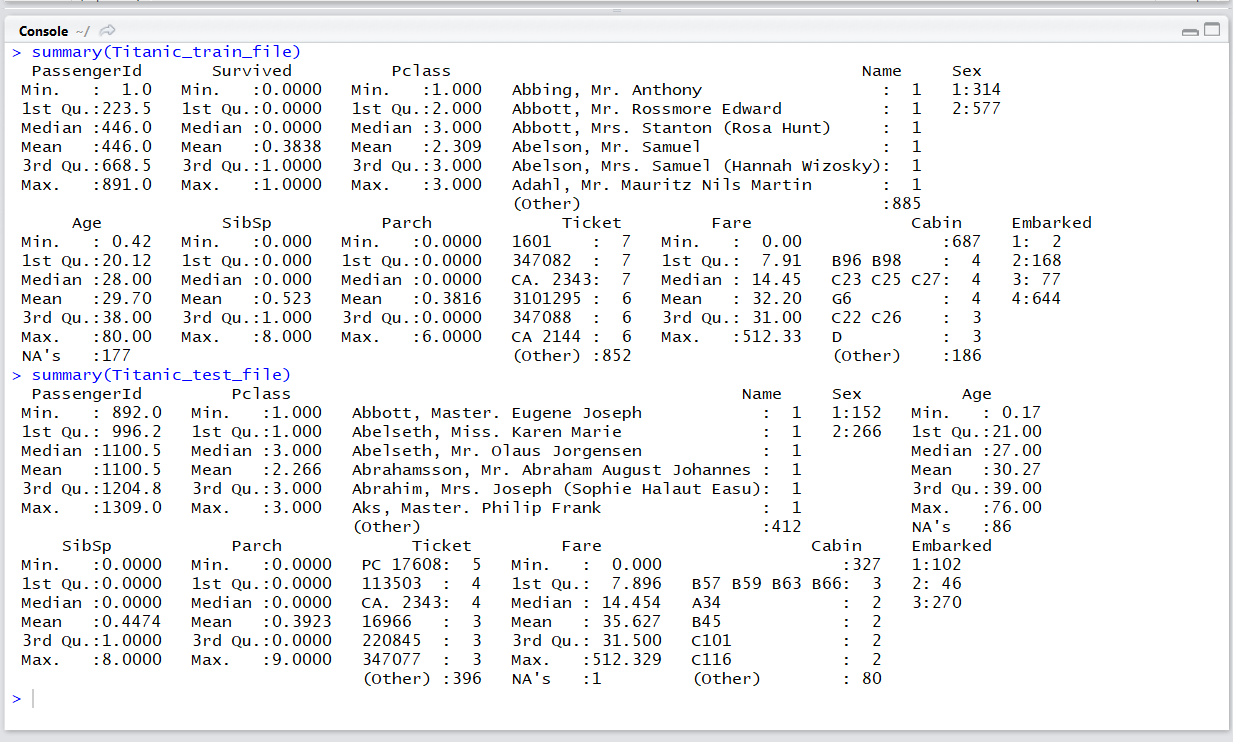 Console ~/
> summary(Titanic_train_file)
  PassengerId       Survived          Pclass                                         Name     Sex
 Min.   :  1.0   Min.   :0.0000   Min.   :1.000   Abbing, Mr. Anthony                  :  1   1:314
 1st Qu.:223.5   1st Qu.:0.0000   1st Qu.:2.000   Abbott, Mr. Rossmore Edward          :  1   2:577
 Median :446.0   Median :0.0000   Median :3.000   Abbott, Mrs. Stanton (Rosa Hunt)     :  1
 Mean   :446.0   Mean   :0.3838   Mean   :2.309   Abelson, Mr. Samuel                  :  1
 3rd Qu.:668.5   3rd Qu.:1.0000   3rd Qu.:3.000   Abelson, Mrs. Samuel (Hannah Wizosky):  1
 Max.   :891.0   Max.   :1.0000   Max.   :3.000   Adahl, Mr. Mauritz Nils Martin       :  1
                                                  (Other)                              :885
      Age            SibSp           Parch             Ticket         Fare                Cabin     Embarked
 Min.   : 0.42   Min.   :0.000   Min.   :0.0000   1601    :  7   Min.   :  0.00              :687   1:  2
 1st Qu.:20.12   1st Qu.:0.000   1st Qu.:0.0000   347082  :  7   1st Qu.:  7.91   B96 B98    :  4   2:168
 Median :28.00   Median :0.000   Median :0.0000   CA. 2343:  7   Median : 14.45   C23 C25 C27:  4   3: 77
 Mean   :29.70   Mean   :0.523   Mean   :0.3816   3101295 :  6   Mean   : 32.20   G6         :  4   4:644
 3rd Qu.:38.00   3rd Qu.:1.000   3rd Qu.:0.0000   347088  :  6   3rd Qu.: 31.00   C22 C26    :  3
 Max.   :80.00   Max.   :8.000   Max.   :6.0000   CA 2144 :  6   Max.   :512.33   D          :  3
 NA's   :177                                      (Other) :852                    (Other)    :186
> summary(Titanic_test_file)
  PassengerId         Pclass                                       Name     Sex          Age
 Min.   : 892.0   Min.   :1.000   Abbott, Master. Eugene Joseph            :  1   1:152   Min.   : 0.17
 1st Qu.: 996.2   1st Qu.:1.000   Abelseth, Miss. Karen Marie              :  1   2:266   1st Qu.:21.00
 Median :1100.5   Median :3.000   Abelseth, Mr. Olaus Jorgensen            :  1           Median :27.00
 Mean   :1100.5   Mean   :2.266   Abrahamsson, Mr. Abraham August Johannes :  1           Mean   :30.27
 3rd Qu.:1204.8   3rd Qu.:3.000   Abrahim, Mrs. Joseph (Sophie Halaut Easu):  1           3rd Qu.:39.00
 Max.   :1309.0   Max.   :3.000   Aks, Master. Philip Frank                :  1           Max.   :76.00
                                  (Other)                                  :412           NA's   :86
     SibSp            Parch             Ticket         Fare                     Cabin     Embarked
 Min.   :0.0000   Min.   :0.0000   PC 17608:  5   Min.   :  0.000                  :327   1:102
 1st Qu.:0.0000   1st Qu.:0.0000   113503  :  4   1st Qu.:  7.896   B57 B59 B63 B66:  3   2: 46
 Median :0.0000   Median :0.0000   CA. 2343:  4   Median : 14.454   A34            :  2   3:270
 Mean   :0.4474   Mean   :0.3923   16966   :  3   Mean   : 35.627   B45            :  2
 3rd Qu.:1.0000   3rd Qu.:0.0000   220845  :  3   3rd Qu.: 31.500   C101           :  2
 Max.   :8.0000   Max.   :9.0000   347077  :  3   Max.   :512.329   C116           :  2
                                   (Other) :396   NA's   :1         (Other)        : 80
>